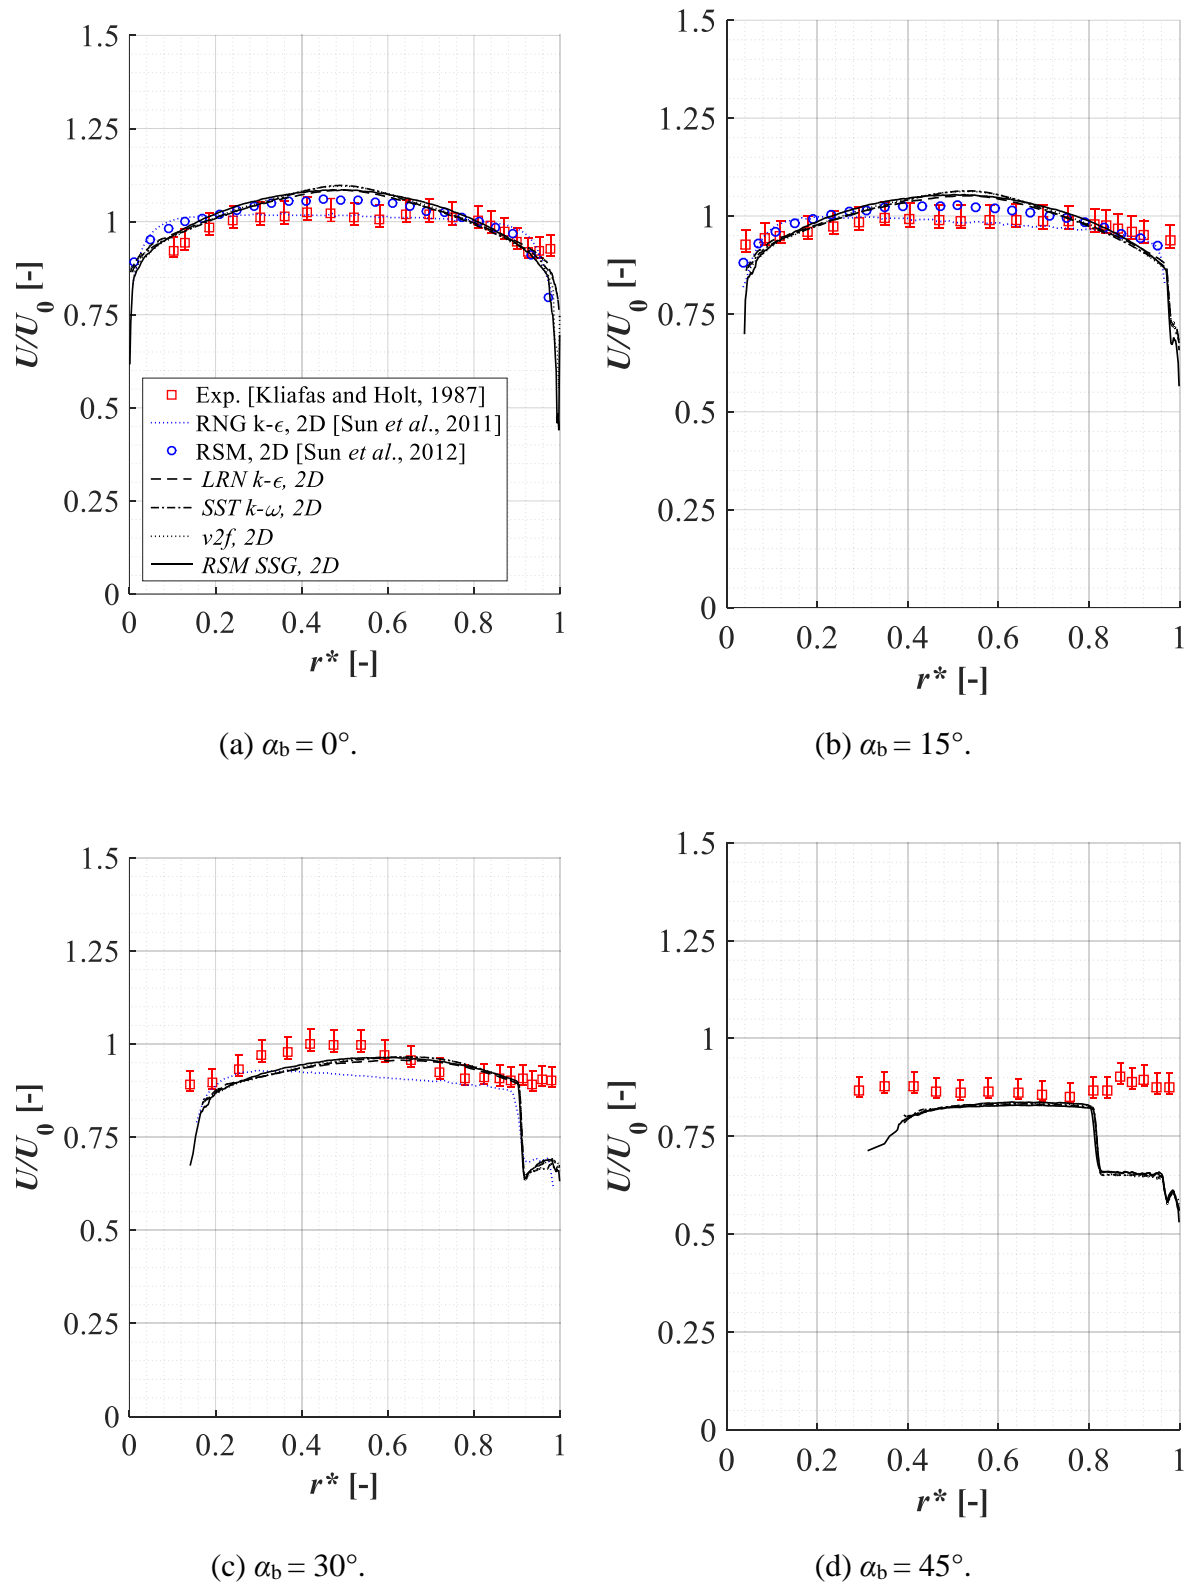 1.5
1.25
1
0.75
0.5
0.25
0
U/U0 [-]
Exp. [Kliafas and Holt, 1987]
RNG k-ϵ, 2D [Sun et al., 2011]
RSM, 2D [Sun et al., 2012]
LRN k-ϵ, 2D
SST k-ω, 2D
v2f, 2D
RSM SSG, 2D
0 0.2 0.4 0.6 0.8 1
r* [-]
(a) αb = 0°.
1.5
1.25
1
0.75
0.5
0.25
0
U/U0 [-]
0 0.2 0.4 0.6 0.8 1
r* [-]
(b) αb = 15°.
1.5
1.25
1
0.75
0.5
0.25
0
U/U0 [-]
0 0.2 0.4 0.6 0.8 1
r* [-]
(c) αb = 30°.
1.5
1.25
1
0.75
0.5
0.25
0
U/U0 [-]
0 0.2 0.4 0.6 0.8 1
r* [-]
(d) αb = 45°.